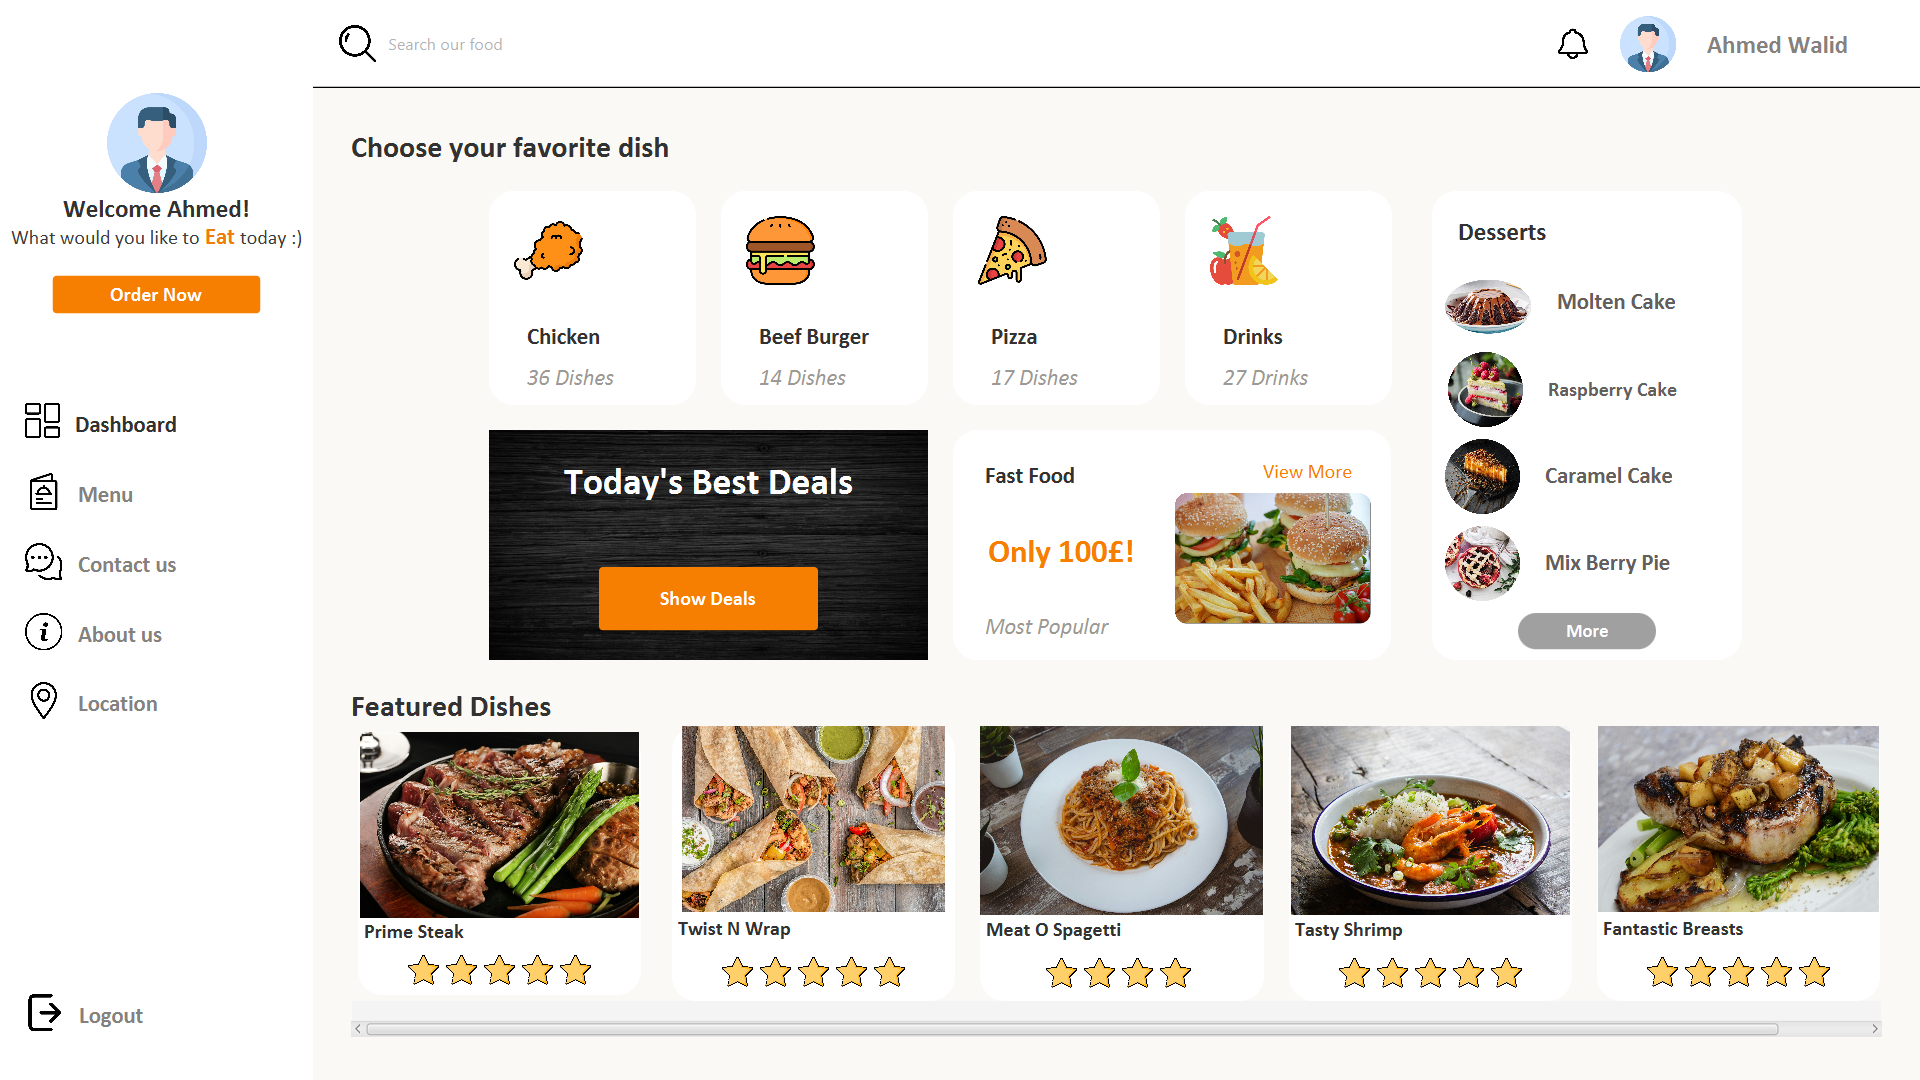 Search our food
Ahmed Walid
Welcome Ahmed!
What would you like to Eat today :)
Order Now
Dashboard
Menu
Contact us
About us
Location
Logout
Choose your favorite dish
Chicken
36 Dishes
Beef Burger
14 Dishes
Pizza
17 Dishes
Drinks
27 Drinks
Today's Best Deals
Show Deals
Fast Food
View More
Only 100£!
Most Popular
Desserts
Molten Cake
Raspberry Cake
Caramel Cake
Mix Berry Pie
More
Featured Dishes
Prime Steak
Twist N Wrap
Meat O Spagetti
Tasty Shrimp
Fantastic Breasts